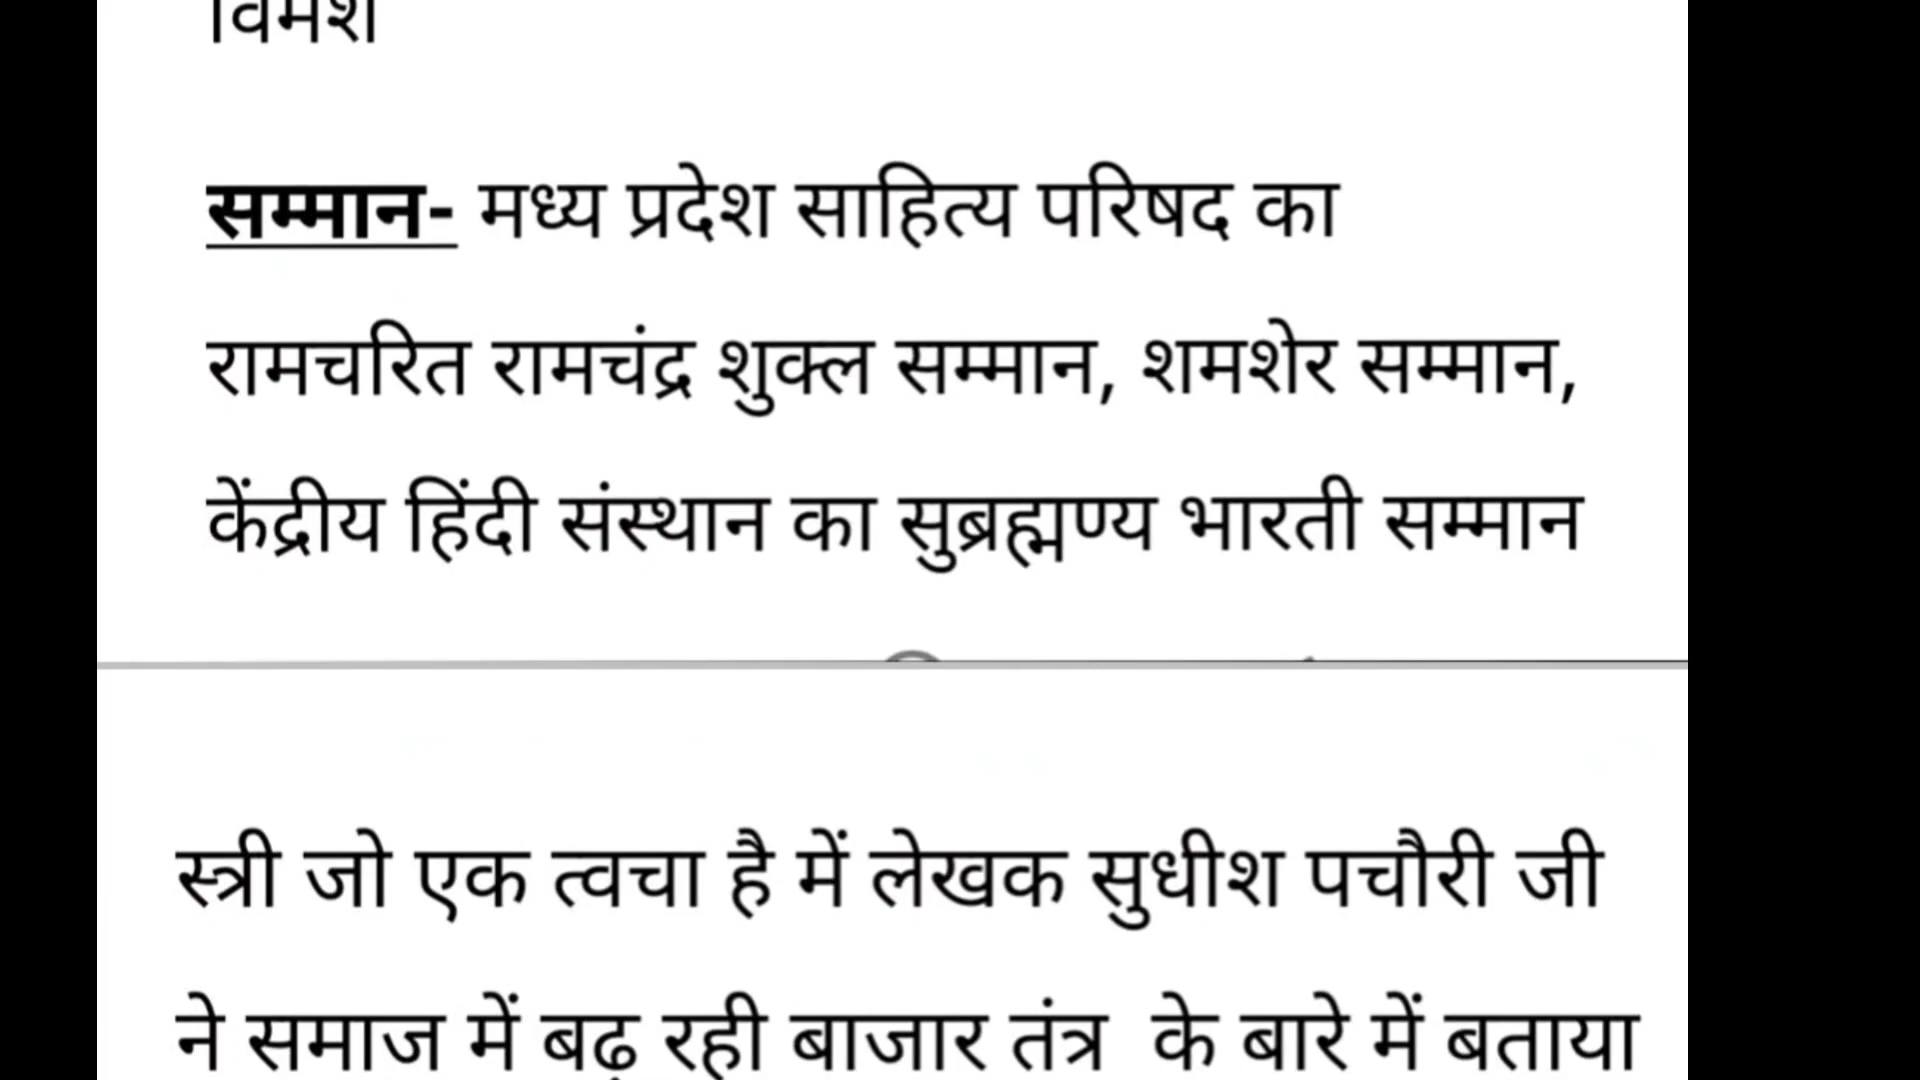 विमर्श
सम्मान- मध्य प्रदेश साहित्य परिषद का
रामचरित रामचंद्र शुक्ल सम्मान, शमशेर सम्मान,
केंद्रीय हिंदी संस्थान का सुब्रह्मण्य भारती सम्मान
स्त्री जो एक त्वचा है में लेखक सुधीश पचौरी जी
ने समाज में बढ़ रही बाजार तंत्र के बारे में बताया